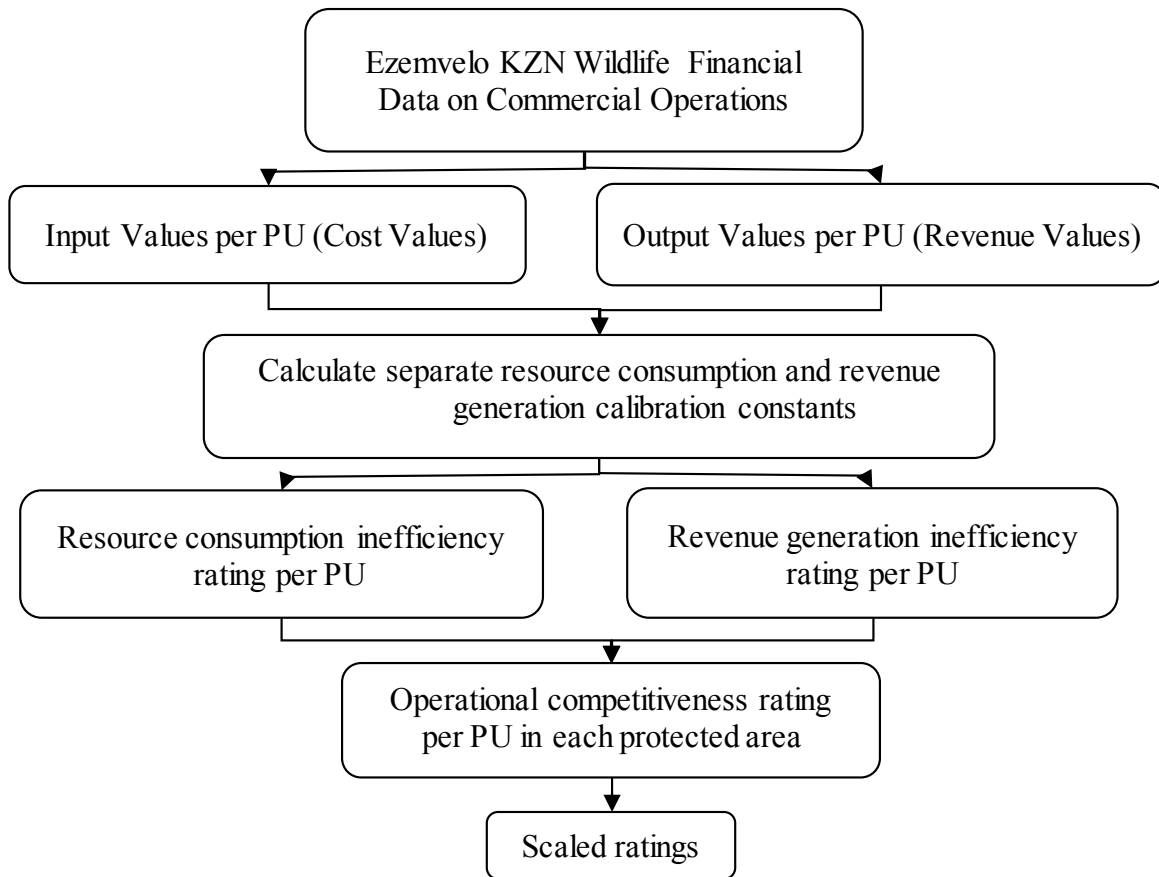 Ezemvelo KZN Wildlife Financial
Data on Commercial Operations
Input Values per PU (Cost Values)
Output Values per PU (Revenue Values)
Calculate separate resource consumption and revenue
generation calibration constants
Resource consumption inefficiency
rating per PU
Revenue generation inefficiency
rating per PU
Operational competitiveness rating
per PU in each protected area
Scaled ratings